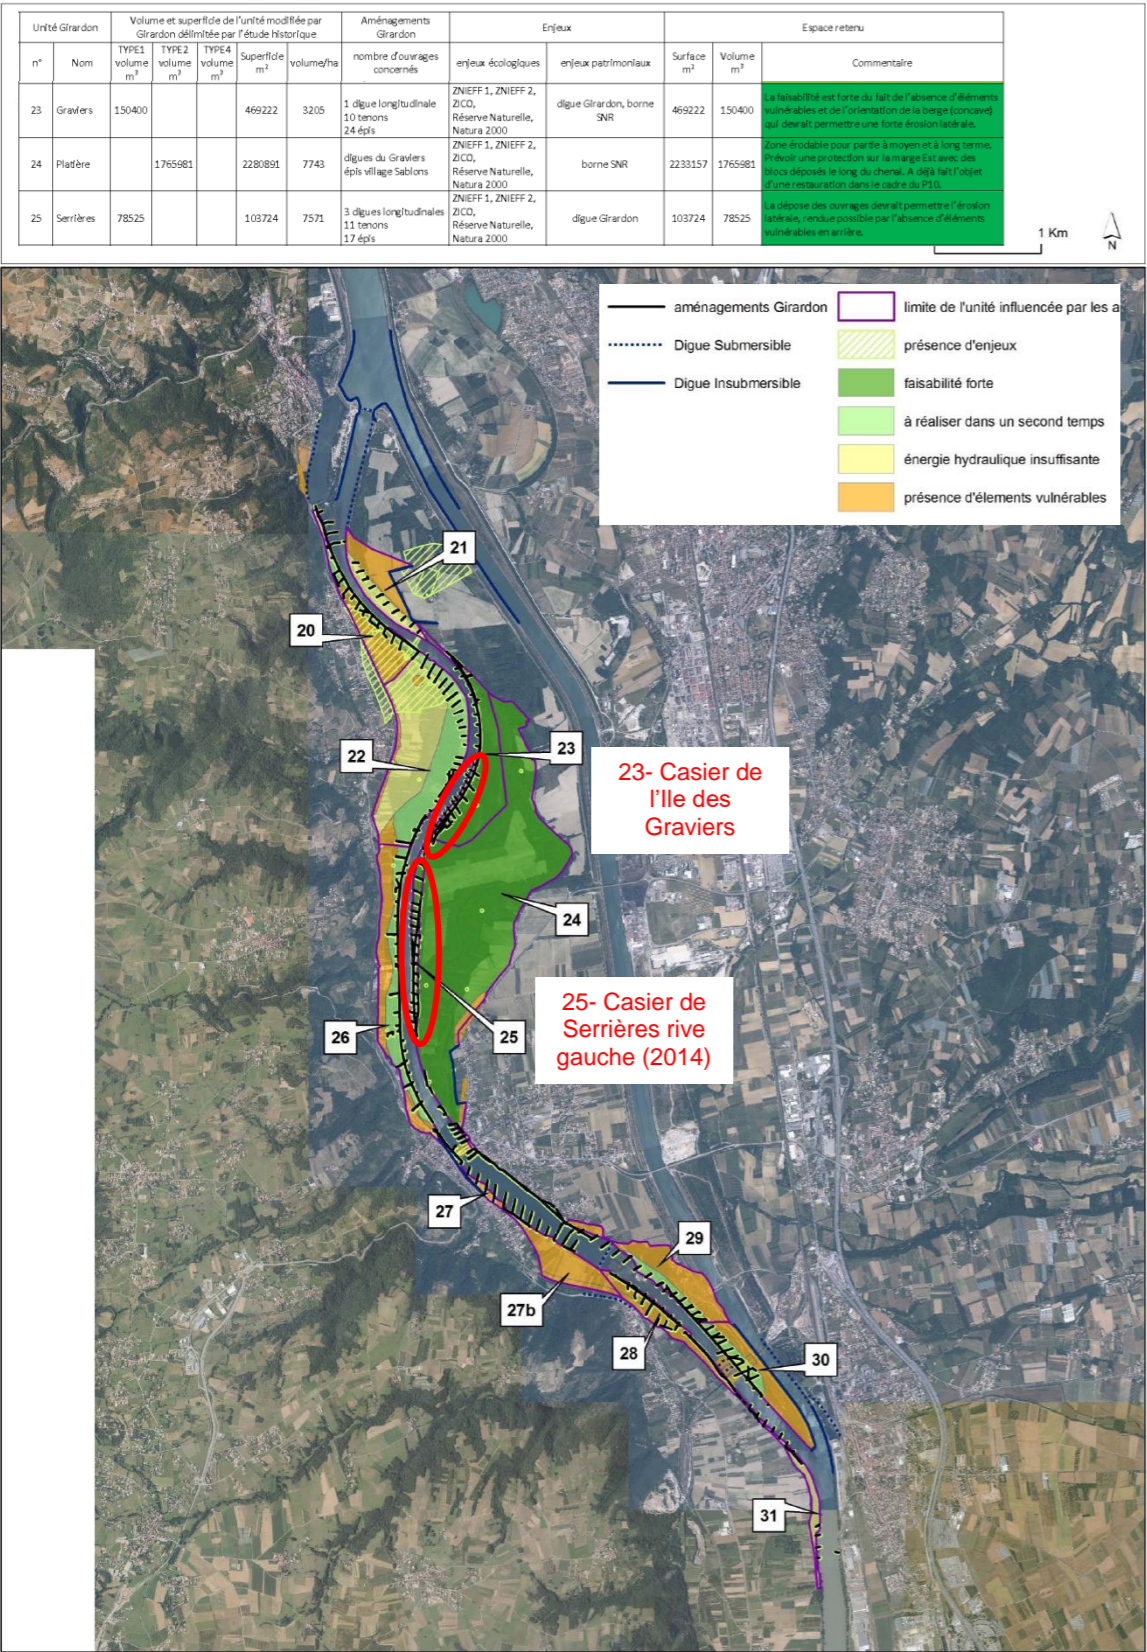 Unité Girardon
Volume et superficie de l'unité modifiée par
Girardon délimitée par l'étude historique
Aménagements
Girardon
Enjeux
Espace retenu
n°
Nom
TYPE1
volume
m³
TYPE2
volume
m³
TYPE4
volume
m³
Superficie
m²
volume/ha
nombre d'ouvrages
concernés
enjeux écologiques
enjeux patrimoniaux
Surface
m²
Volume
m³
Commentaire
23
Graviers
150400
469222
3205
1 digue longitudinale
10 tenons
24 épis
ZNIEFF 1, ZNIEFF 2,
ZICO,
Réserve Naturelle,
Natura 2000
digue Girardon, borne
SNR
469222
150400
La faisabilité est forte du fait de l'absence d'éléments
vulnérables et de l'orientation de la berge (concave)
qui devrait permettre une forte érosion latérale.
24
Platière
1765981
2280891
7743
digues du Graviers
épis village Sablons
ZNIEFF 1, ZNIEFF 2,
ZICO,
Réserve Naturelle,
Natura 2000
borne SNR
2233157
1765981
Zone érodable pour partie à moyen et à long terme.
Prévoir une protection sur la marge Est avec des
blocs déposés le long du chenal. A déjà fait l'objet
d'une restauration dans le cadre du P10.
25
Serrières
78525
103724
7571
3 digues longitudinales
11 tenons
17 épis
ZNIEFF 1, ZNIEFF 2,
ZICO,
Réserve Naturelle,
Natura 2000
digue Girardon
103724
78525
La dépose des ouvrages devrait permettre l'érosion
latérale, rendue possible par l'absence d'éléments
vulnérables en arrière.
1 Km
N
aménagements Girardon
Digue Submersible
Digue Insubmersible
limite de l'unité influencée par les a
présence d'enjeux
faisabilité forte
à réaliser dans un second temps
énergie hydraulique insuffisante
présence d'élements vulnérables
21
20
22
23
23- Casier de
l'Ile des
Graviers
24
25- Casier de
Serrières rive
gauche (2014)
26
25
27
29
27b
28
30
31